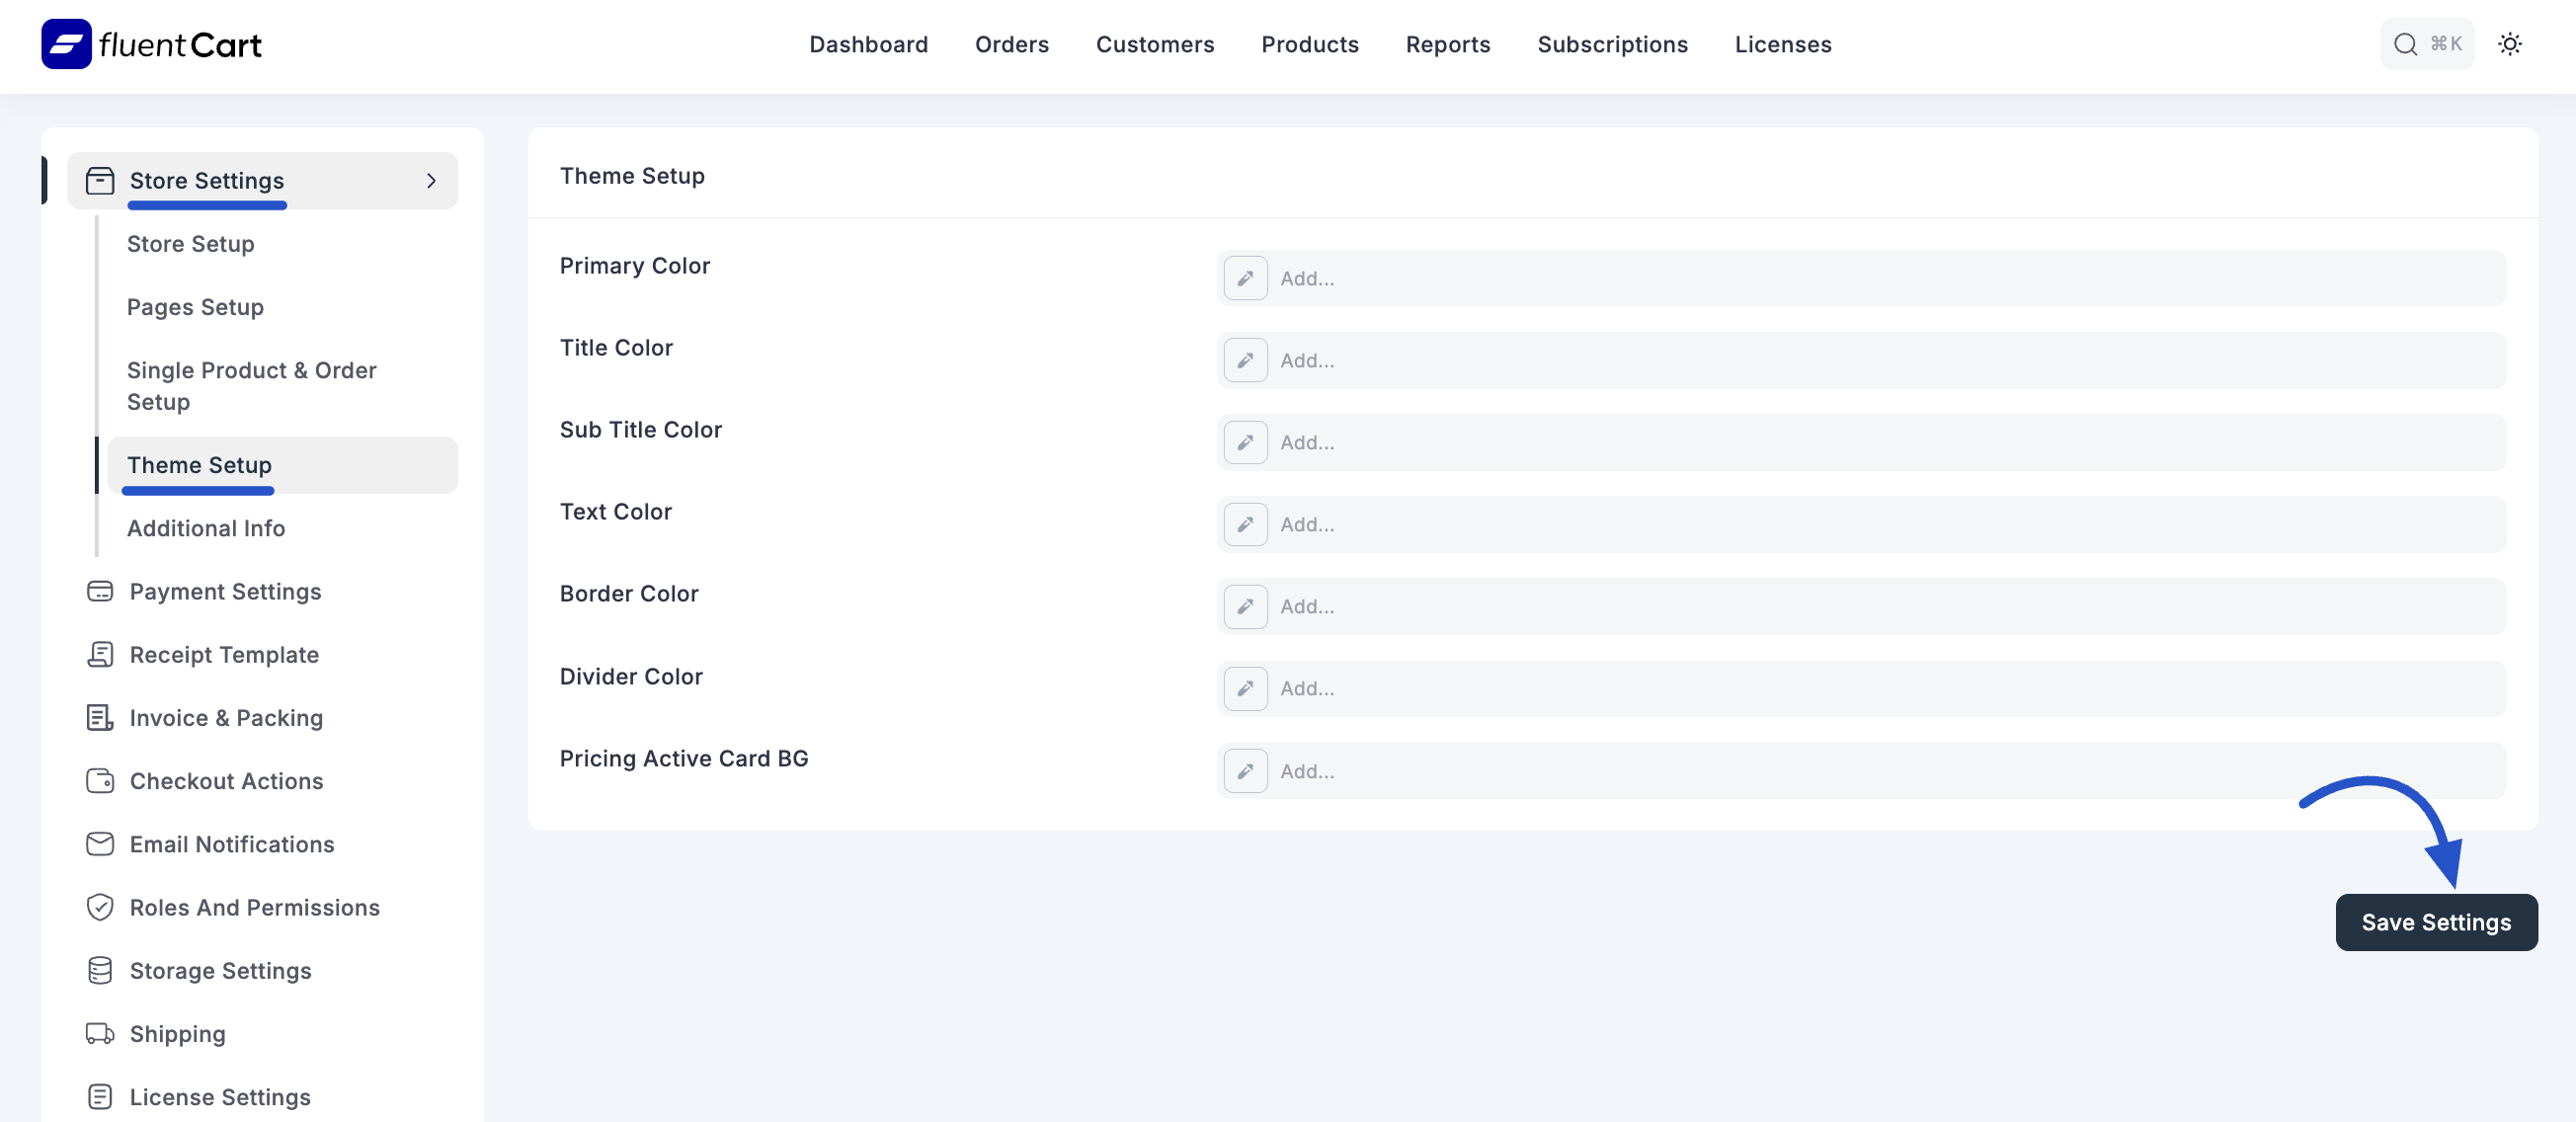 fluentCart
Dashboard
Orders
Customers
Products
Reports
Subscriptions
Licenses
⌘K
Store Settings
Store Setup
Pages Setup
Single Product & Order
Setup
Theme Setup
Additional Info
Payment Settings
Receipt Template
Invoice & Packing
Checkout Actions
Email Notifications
Roles And Permissions
Storage Settings
Shipping
License Settings
Theme Setup
Primary Color
Add...
Title Color
Add...
Sub Title Color
Add...
Text Color
Add...
Border Color
Add...
Divider Color
Add...
Pricing Active Card BG
Add...
Save Settings